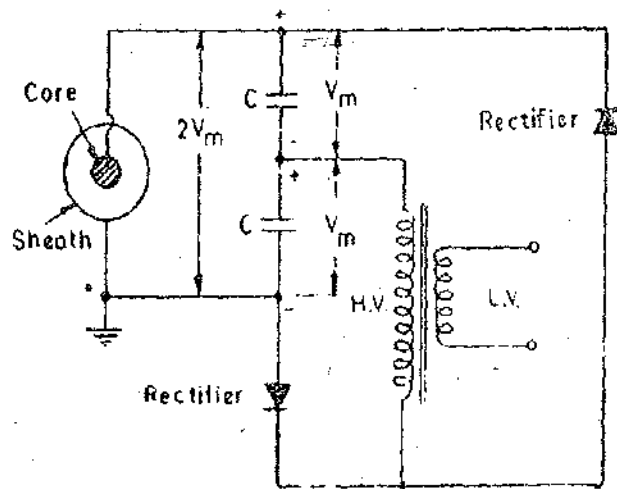 Core
Sheath
2Vm
C
Vm
C
Vm
Rectifier
H.V.
L.V.
Rectifier